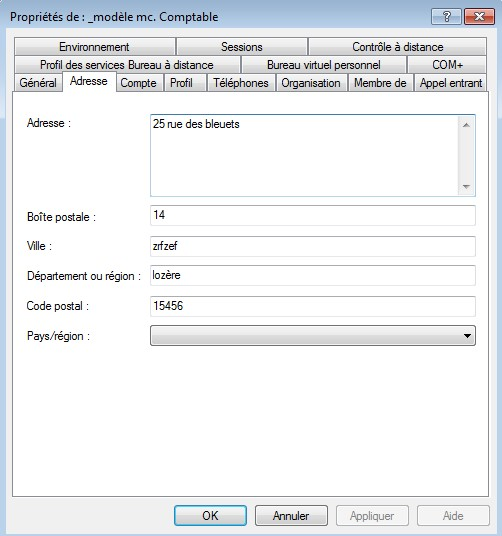 Propriétés de : _modèle mc. Comptable
Environnement Sessions Contrôle à distance
Profil des services Bureau à distance Bureau virtuel personnel COM+
Général Adresse Compte Profil Téléphones Organisation Membre de Appel entrant
Adresse : 25 rue des bleuets
Boîte postale : 14
Ville : zrfzef
Département ou région : lozère
Code postal : 15456
Pays/région :
OK Annuler Appliquer Aide